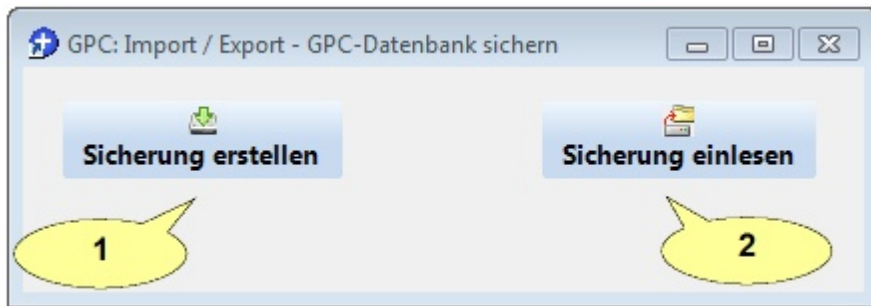 GPC: Import / Export - GPC-Datenbank sichern
Sicherung erstellen
Sicherung einlesen
1
2